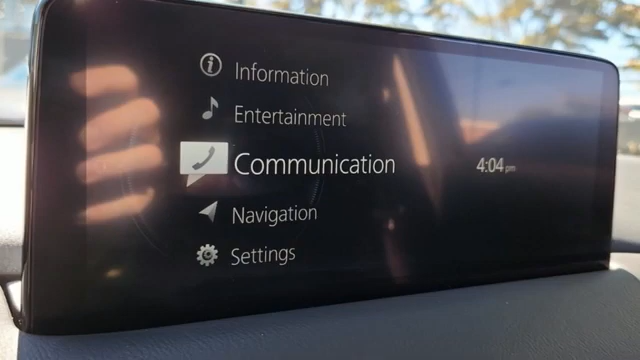 Information
Entertainment
Communication
4:04 pm
Navigation
Settings